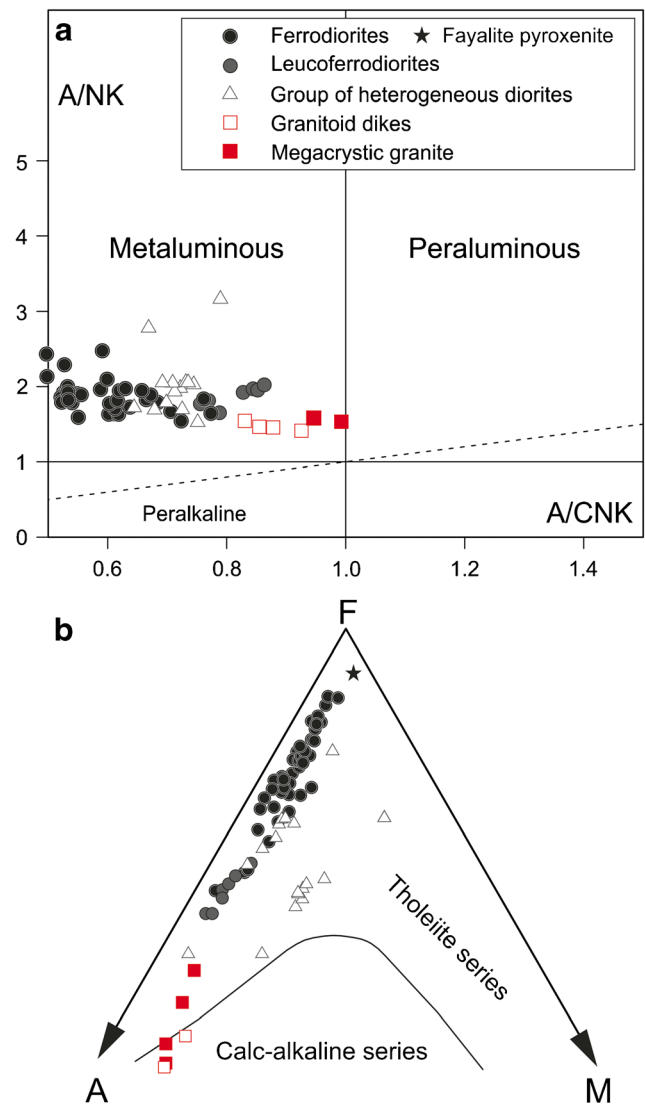 a
A/NK
Ferrodiorites ★ Fayalite pyroxenite
Leucoferrodiorites
Group of heterogeneous diorites
Granitoid dikes
Megacrystic granite
5
4
3
2
1
0
Metaluminous
Peraluminous
Peralkaline
A/CNK
0.6 0.8 1.0 1.2 1.4
b
F
Tholeiite series
Calc-alkaline series
A
M